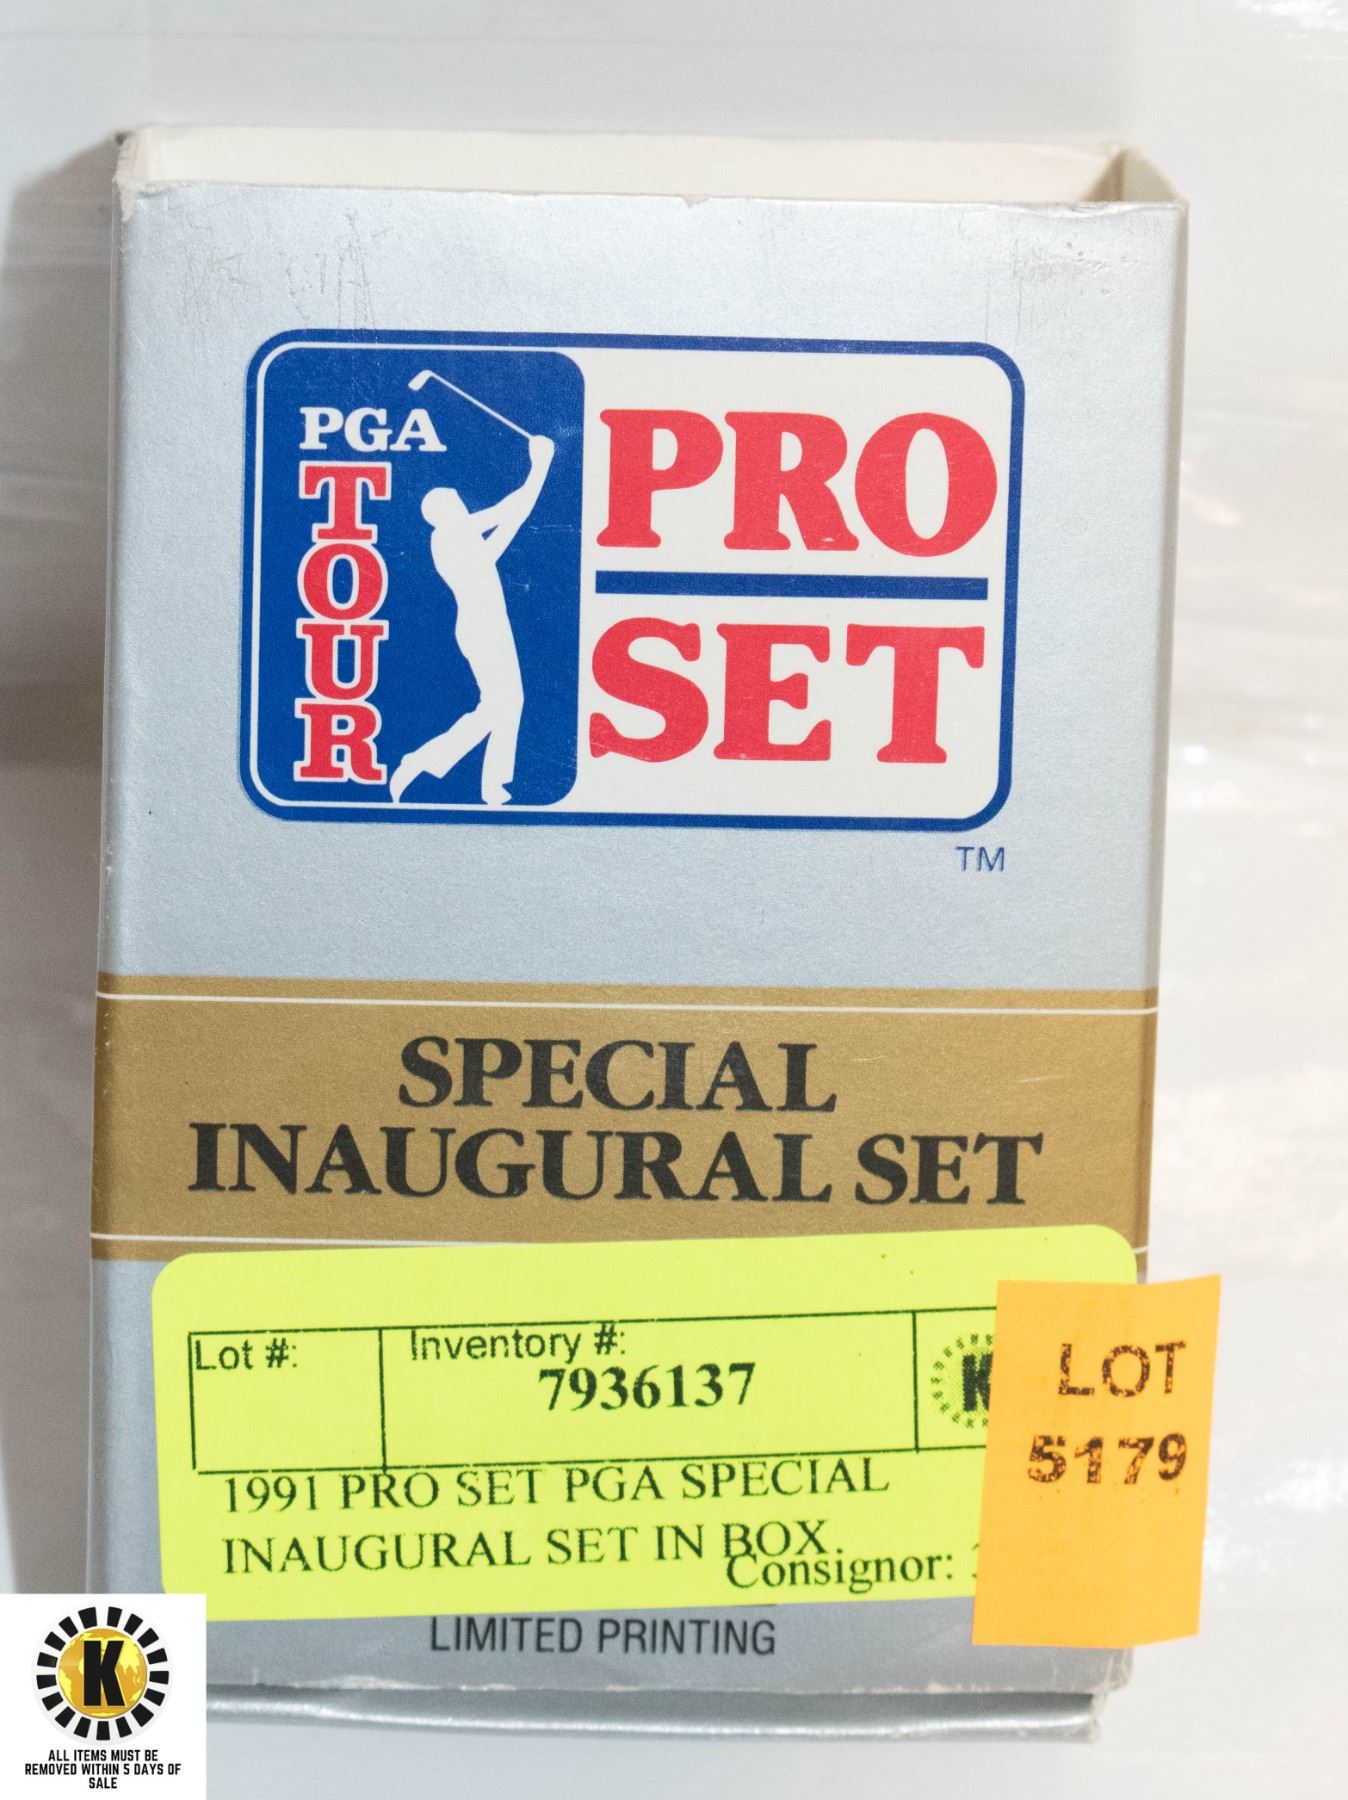 PGA
TOUR
PRO
SET
TM
SPECIAL
INAUGURAL SET
Lot #:
Inventory #:
7936137
K
LOT
5179
1991 PRO SET PGA SPECIAL
INAUGURAL SET IN BOX.
Consignor:
LIMITED PRINTING
K
ALL ITEMS MUST BE
REMOVED WITHIN 5 DAYS OF
SALE